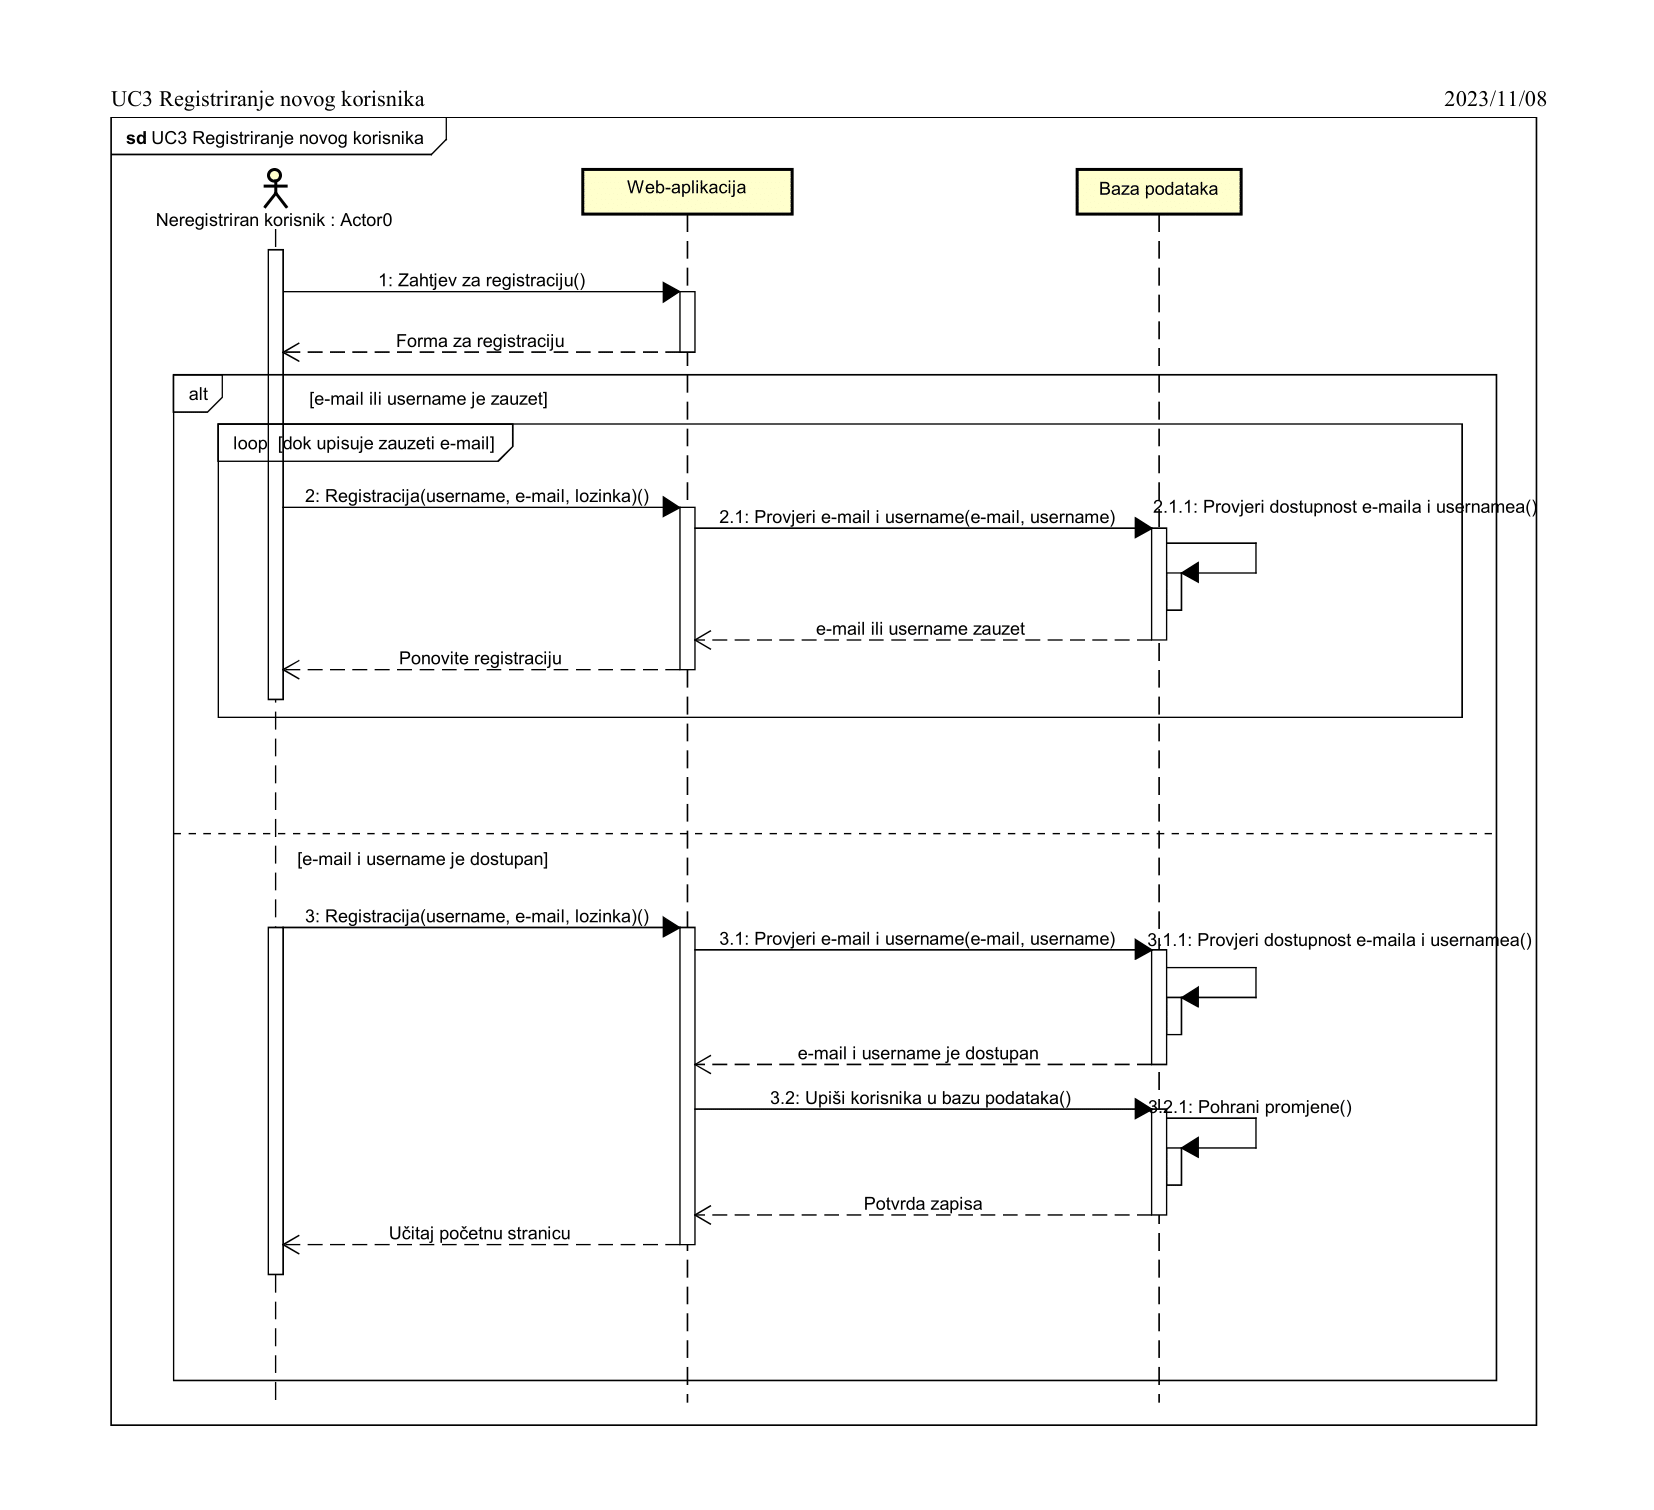 UC3 Registriranje novog korisnika
2023/11/08
sd UC3 Registriranje novog korisnika
Neregistriran korisnik : Actor0
Web-aplikacija
Baza podataka
1: Zahtjev za registraciju()
Forma za registraciju
alt
[e-mail ili username je zauzet]
loop [dok upisuje zauzeti e-mail]
2: Registracija(username, e-mail, lozinka)()
2.1: Provjeri e-mail i username(e-mail, username)
2.1.1: Provjeri dostupnost e-maila i usernamea()
e-mail ili username zauzet
Ponovite registraciju
[e-mail i username je dostupan]
3: Registracija(username, e-mail, lozinka)()
3.1: Provjeri e-mail i username(e-mail, username)
3.1.1: Provjeri dostupnost e-maila i usernamea()
e-mail i username je dostupan
3.2: Upiši korisnika u bazu podataka()
3.2.1: Pohrani promjene()
Potvrda zapisa
Učitaj početnu stranicu